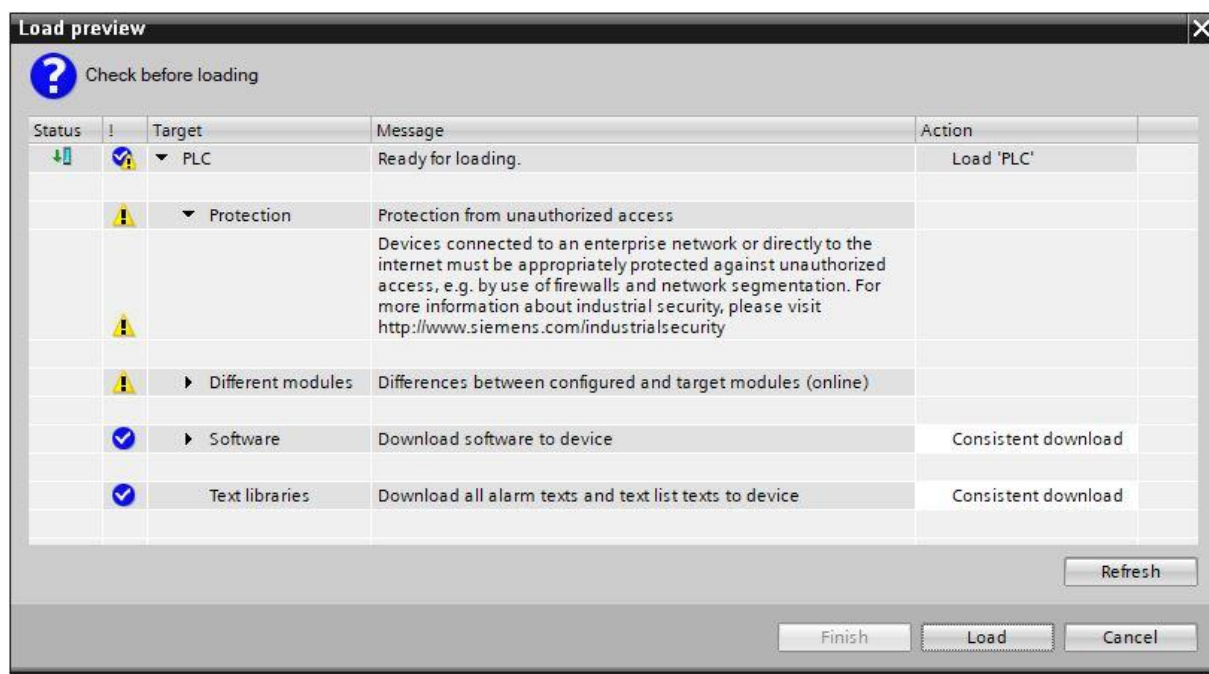 Load preview
Check before loading
Status ! Target Message Action
PLC Ready for loading. Load 'PLC'
Protection Protection from unauthorized access
Devices connected to an enterprise network or directly to the
internet must be appropriately protected against unauthorized
access, e.g. by use of firewalls and network segmentation. For
more information about industrial security, please visit
http://www.siemens.com/industrialsecurity
Different modules Differences between configured and target modules (online)
Software Download software to device Consistent download
Text libraries Download all alarm texts and text list texts to device Consistent download
Refresh
Finish Load Cancel